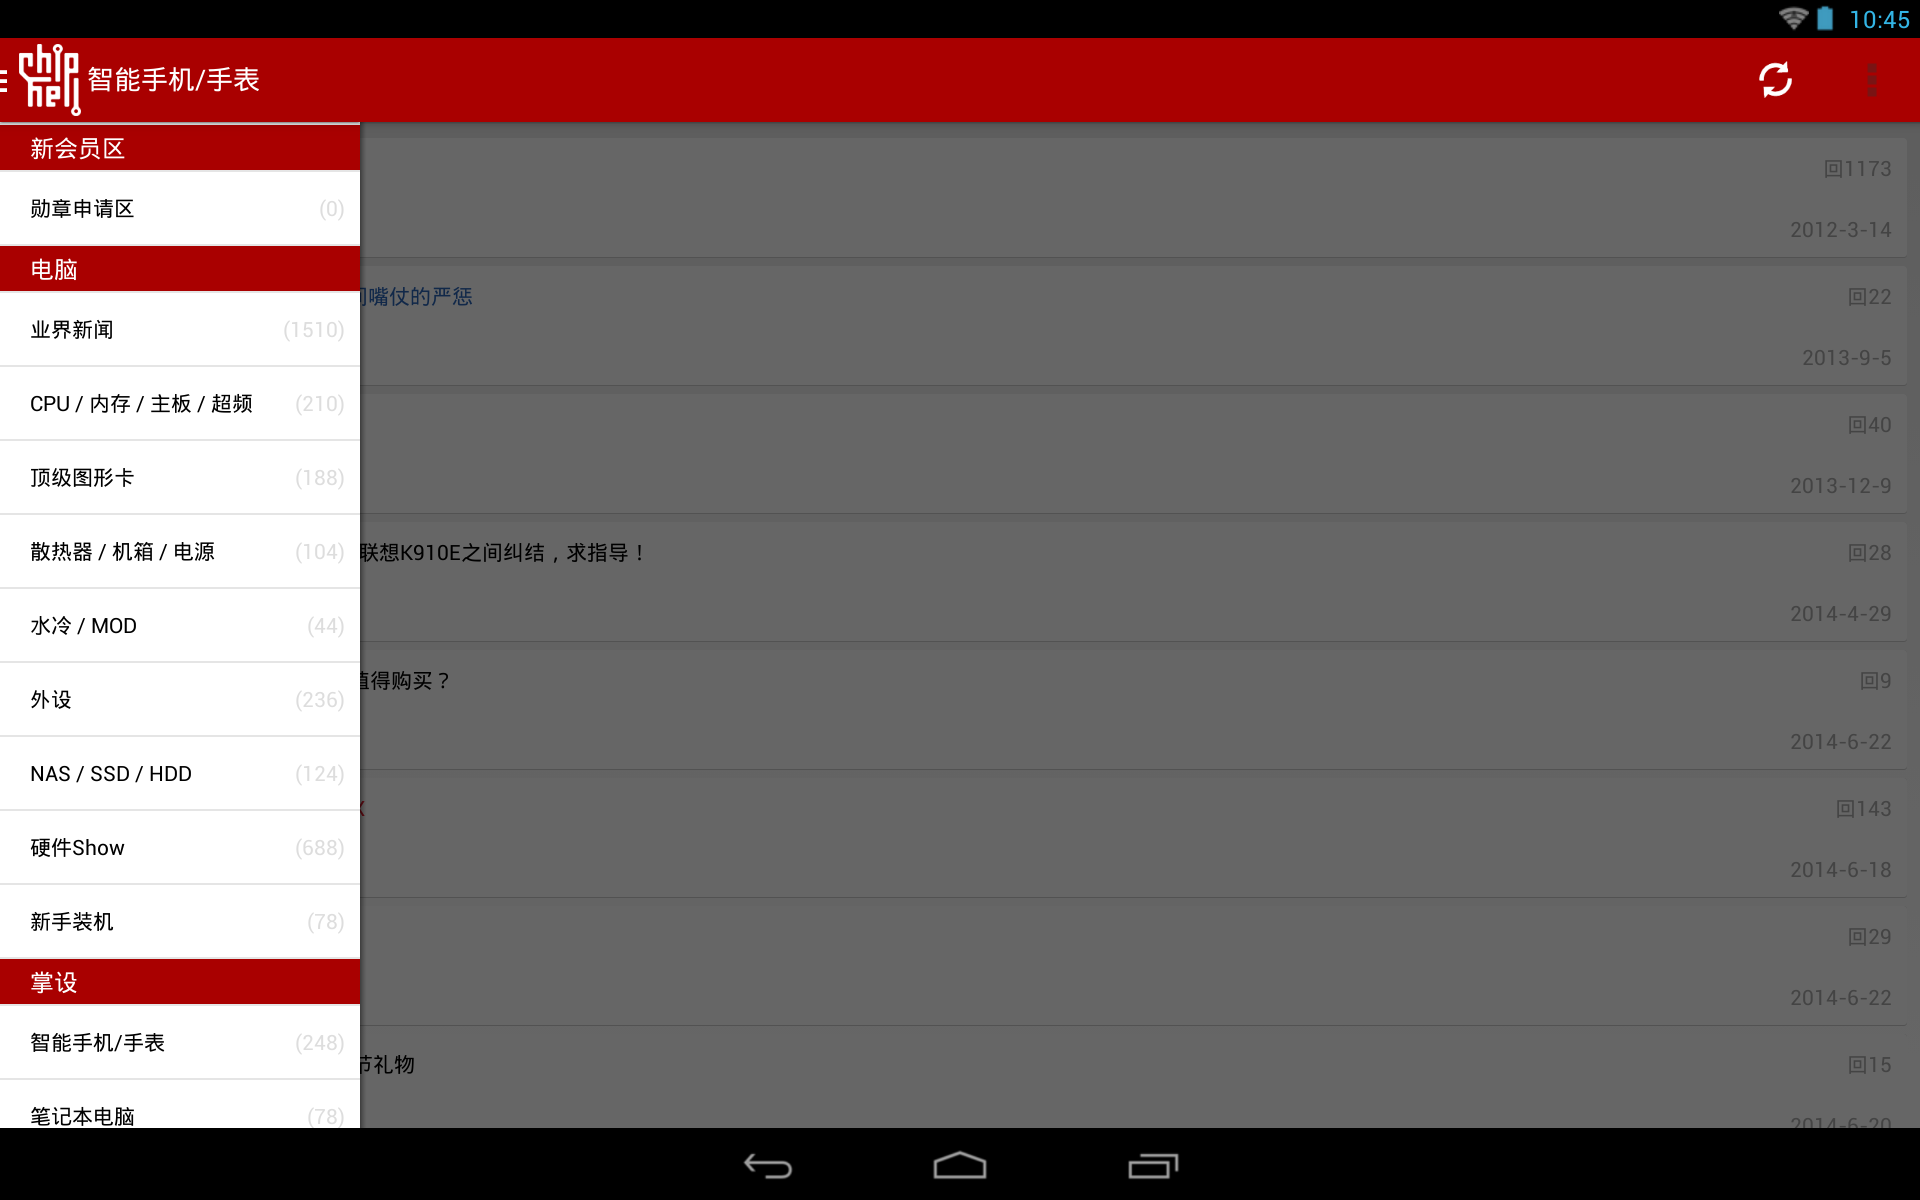 10:45
chip hell 智能手机/手表
新会员区
勋章申请区 (0)
电脑
业界新闻 (1510)
CPU / 内存 / 主板 / 超频 (210)
顶级图形卡 (188)
散热器 / 机箱 / 电源 (104)
水冷 / MOD (44)
外设 (236)
NAS / SSD / HDD (124)
硬件Show (688)
新手装机 (78)
掌设
智能手机/手表 (248)
笔记本电脑 (78)
回1173
2012-3-14
嘴仗的严惩 回22
2013-9-5
回40
2013-12-9
联想K910E之间纠结，求指导！ 回28
2014-4-29
值得购买？ 回9
2014-6-22
回143
2014-6-18
回29
2014-6-22
节礼物 回15
2014-6-20